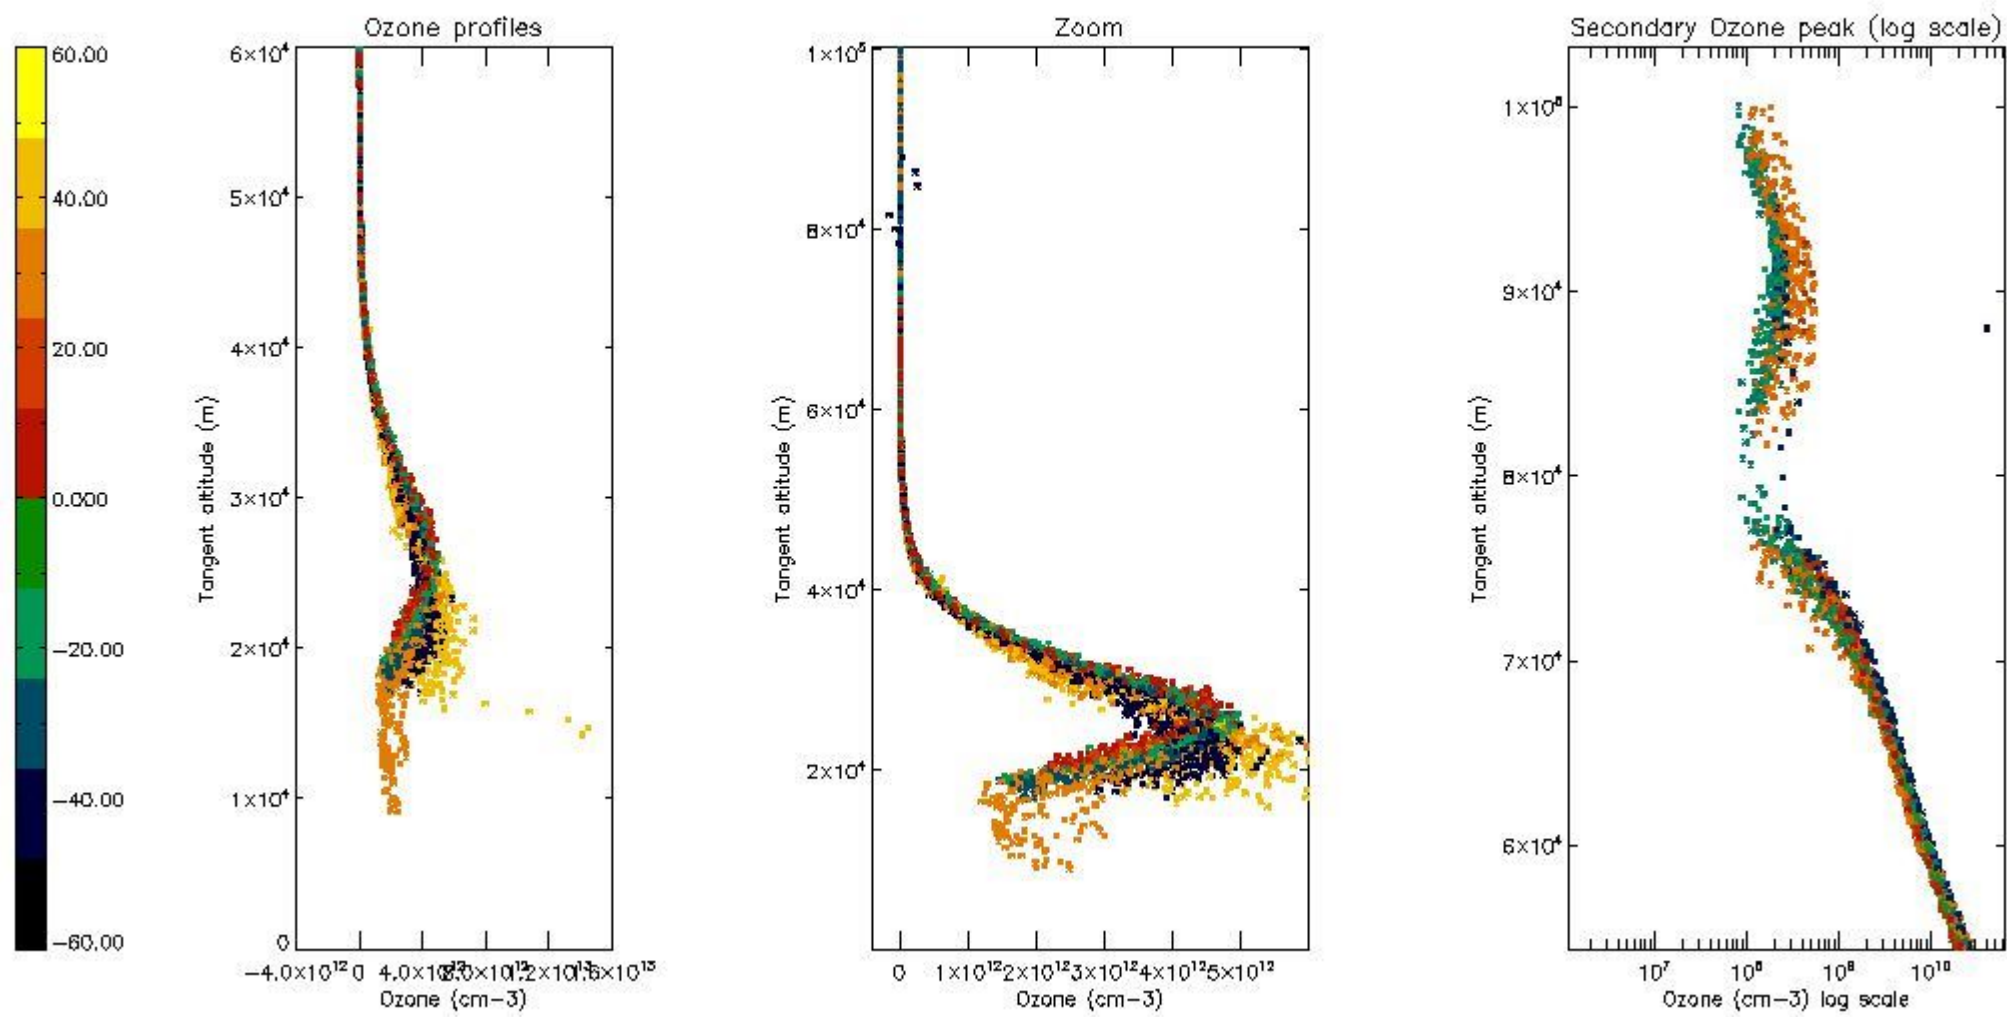 Ozone profiles
Zoom
Secondary Ozone peak (log scale)
60.00
40.00
20.00
0.000
−20.00
−40.00
−60.00
6×10⁴
5×10⁴
4×10⁴
3×10⁴
2×10⁴
1×10⁴
0
Tangent altitude (m)
−4.0×10¹² 0
Ozone (cm−3)
1×10⁵
8×10⁴
6×10⁴
4×10⁴
2×10⁴
Tangent altitude (m)
0 1×10¹² 2×10¹² 3×10¹² 4×10¹² 5×10¹²
Ozone (cm−3)
1×10⁵
9×10⁴
8×10⁴
7×10⁴
6×10⁴
Tangent altitude (m)
10⁷ 10⁸ 10⁹ 10¹⁰
Ozone (cm−3) log scale